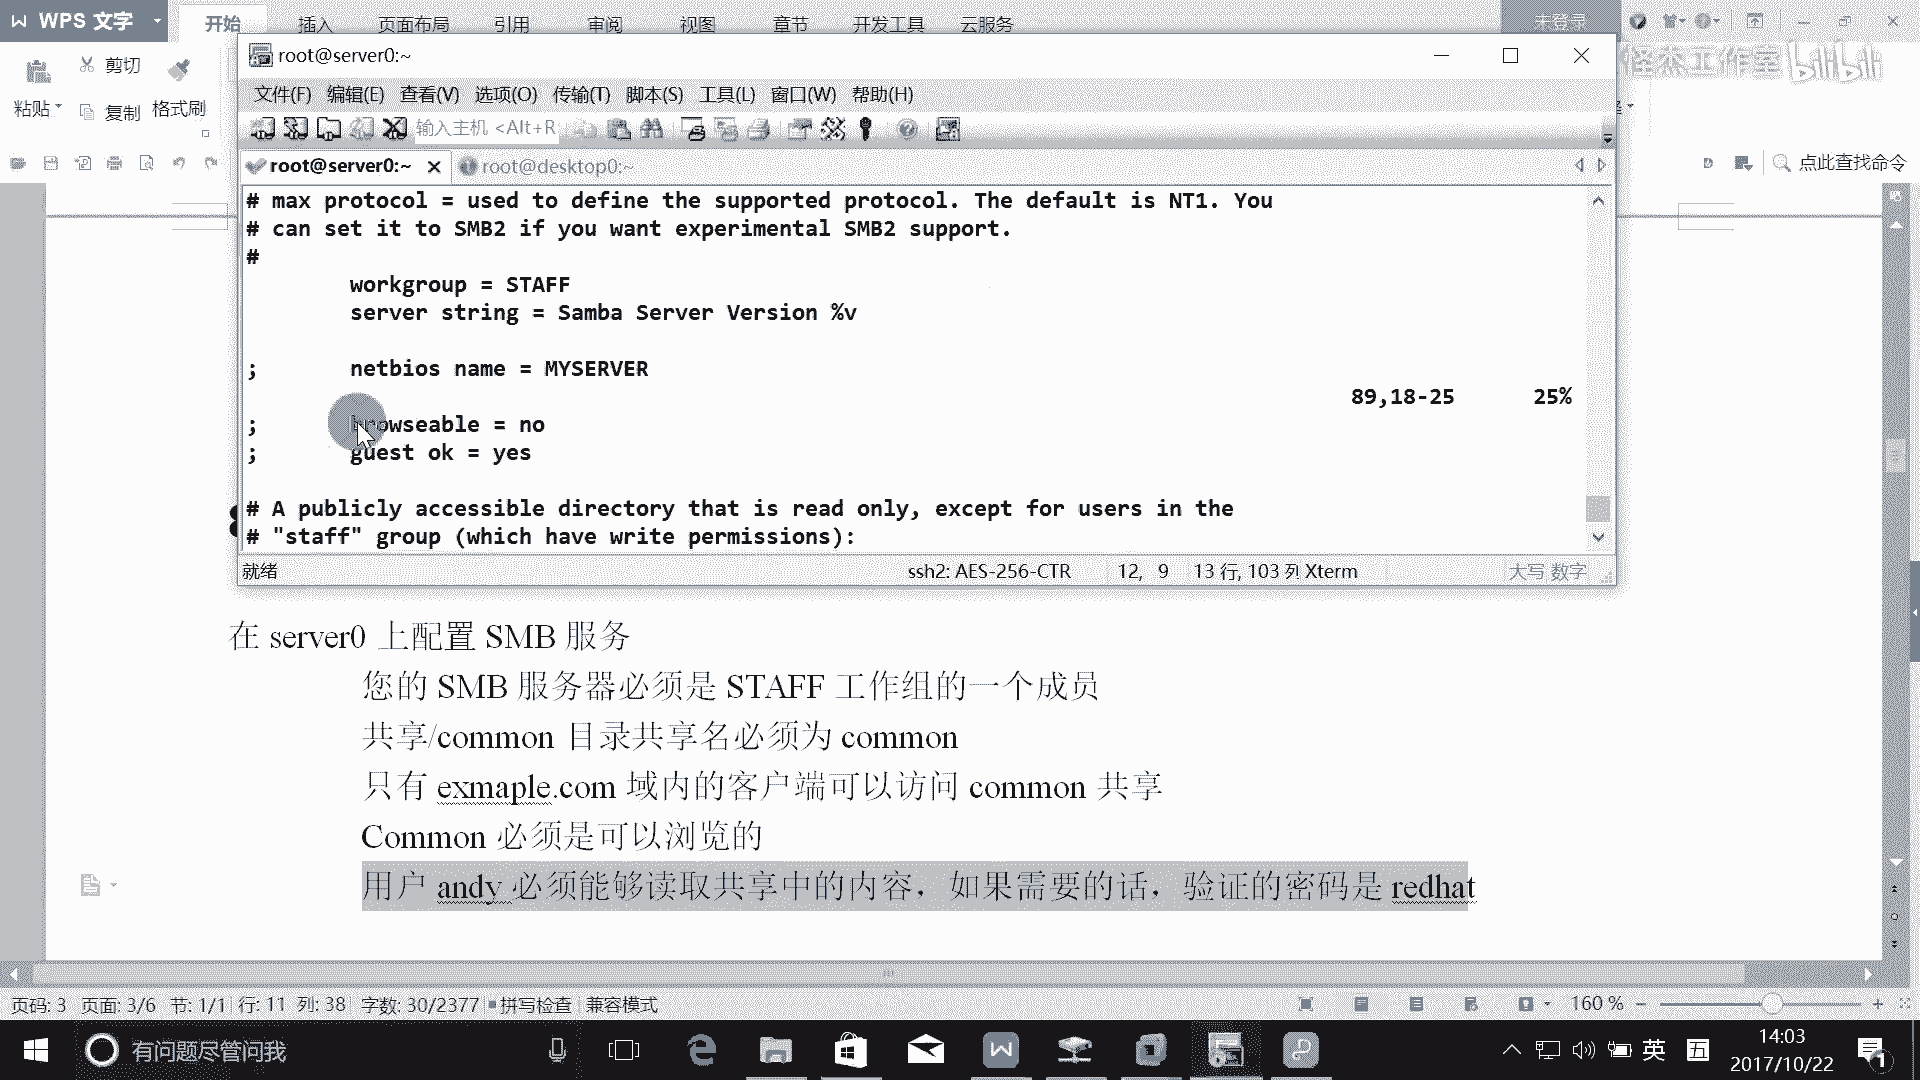 WPS 文字
开始 插入 页面布局 引用 审阅 视图 章节 开发工具 云服务
未登录
怪杰工作室 bilibili
剪切
粘贴
复制 格式刷
点此查找命令
root@server0:~
文件(F) 编辑(E) 查看(V) 选项(O) 传输(T) 脚本(S) 工具(L) 窗口(W) 帮助(H)
输入主机 <Alt+R
root@server0:~ root@desktop0:~
# max protocol = used to define the supported protocol. The default is NT1. You
# can set it to SMB2 if you want experimental SMB2 support.
#
workgroup = STAFF
server string = Samba Server Version %v
; netbios name = MYSERVER
89,18-25 25%
; browseable = no
; guest ok = yes
# A publicly accessible directory that is read only, except for users in the
# "staff" group (which have write permissions):
就绪 ssh2: AES-256-CTR 12, 9 13 行, 103 列 Xterm 大写 数字
在 server0 上配置 SMB 服务
您的 SMB 服务器必须是 STAFF 工作组的一个成员
共享/common 目录共享名必须为 common
只有 exmaple.com 域内的客户端可以访问 common 共享
Common 必须是可以浏览的
用户 andy 必须能够读取共享中的内容，如果需要的话，验证的密码是 redhat
页码: 3 页面: 3/6 节: 1/1 行: 11 列: 38 字数: 30/2377 拼写检查 兼容模式 160 %
有问题尽管问我
英 五
14:03
2017/10/22
1